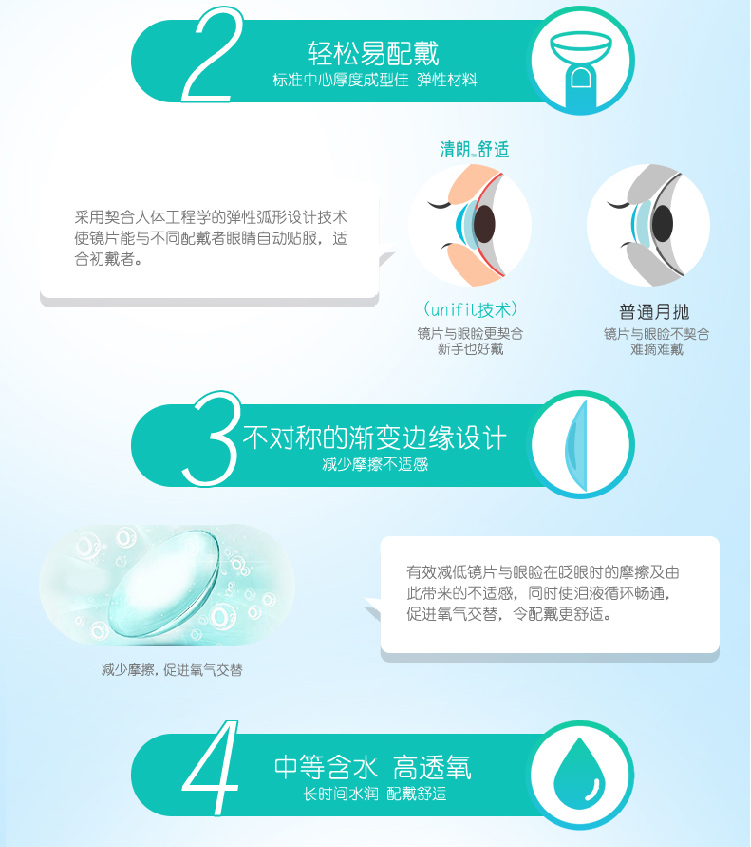 2
轻松易配戴
标准中心厚度成型佳 弹性材料
清朗™舒适
采用契合人体工程学的弹性弧形设计技术
使镜片能与不同配戴者眼睛自动贴服，适
合初戴者。
（unifit技术）
普通月抛
镜片与眼睑更契合
新手也好戴
镜片与眼睑不契合
难摘难戴
3
不对称的渐变边缘设计
减少摩擦不适感
有效减低镜片与眼睑在眨眼时的摩擦及由
此带来的不适感，同时使泪液循环畅通，
促进氧气交替，令配戴更舒适。
减少摩擦，促进氧气交替
4
中等含水 高透氧
长时间水润 配戴舒适